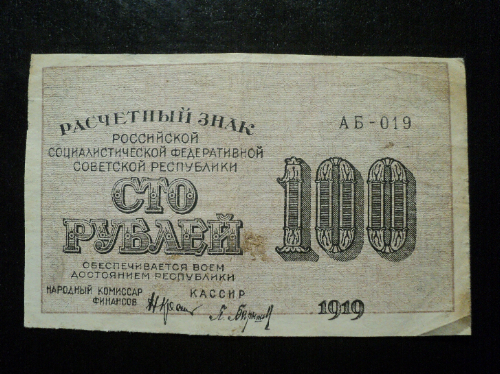 РАСЧЕТНЫЙ ЗНАК
РОССИЙСКОЙ
СОЦИАЛИСТИЧЕСКОЙ ФЕДЕРАТИВНОЙ
СОВЕТСКОЙ РЕСПУБЛИКИ
АБ-019
СТО
РУБЛЕЙ
100
ОБЕСПЕЧИВАЕТСЯ ВСЕМ
ДОСТОЯНИЕМ РЕСПУБЛИКИ
НАРОДНЫЙ КОМИССАР
ФИНАНСОВ
КАССИР
1919